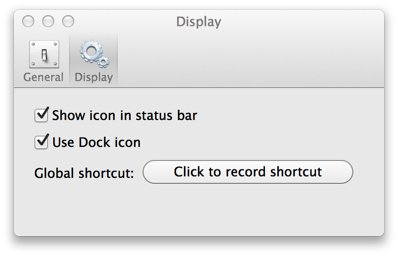 Display
General Display
Show icon in status bar
Use Dock icon
Global shortcut: Click to record shortcut